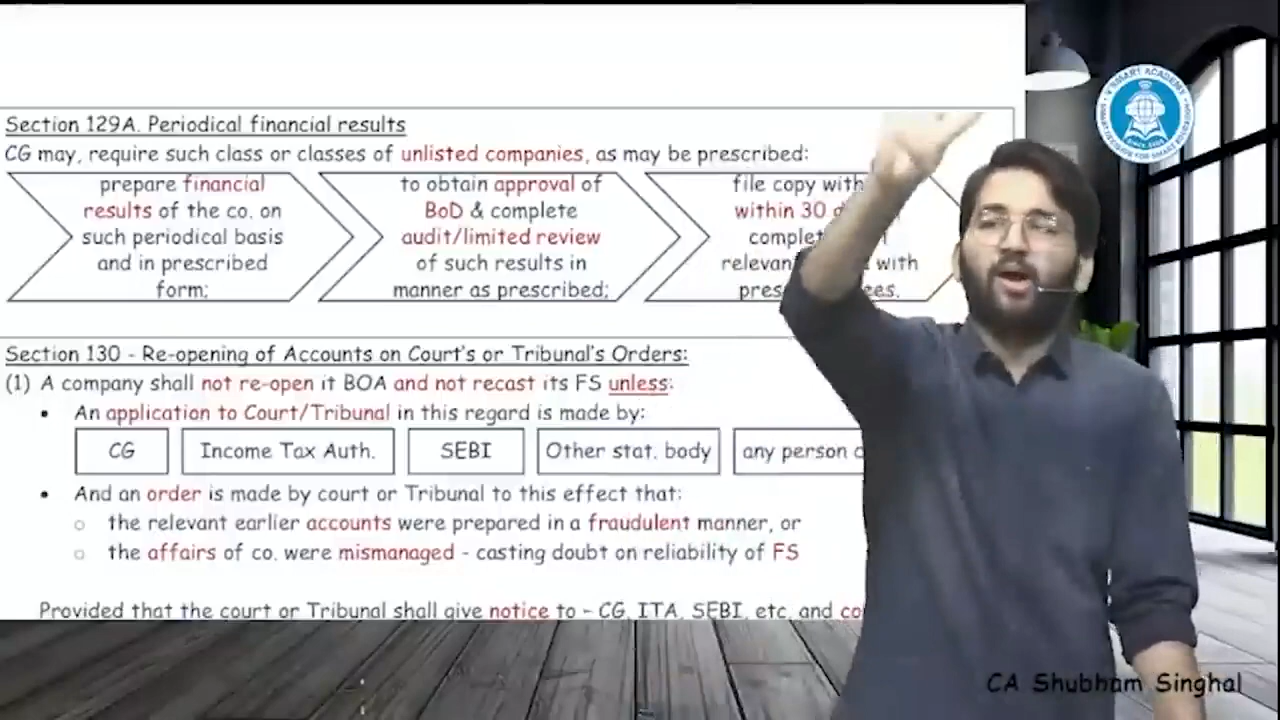 Section 129A. Periodical financial results
CG may, require such class or classes of unlisted companies, as may be prescribed:
prepare financial
results of the co. on
such periodical basis
and in prescribed
form;
to obtain approval of
BoD & complete
audit/limited review
of such results in
manner as prescribed;
file copy with
within 30
with
Section 130 - Re-opening of Accounts on Court's or Tribunal's Orders:
(1) A company shall not re-open it BOA and not recast its FS unless:
• An application to Court/Tribunal in this regard is made by:
CG
Income Tax Auth.
SEBI
Other stat. body
any person
• And an order is made by court or Tribunal to this effect that:
○ the relevant earlier accounts were prepared in a fraudulent manner, or
○ the affairs of co. were mismanaged - casting doubt on reliability of FS
Provided that the court or Tribunal shall give notice to - CG, ITA, SEBI, etc. and
V'SMART ACADEMY
CA Shubham Singhal